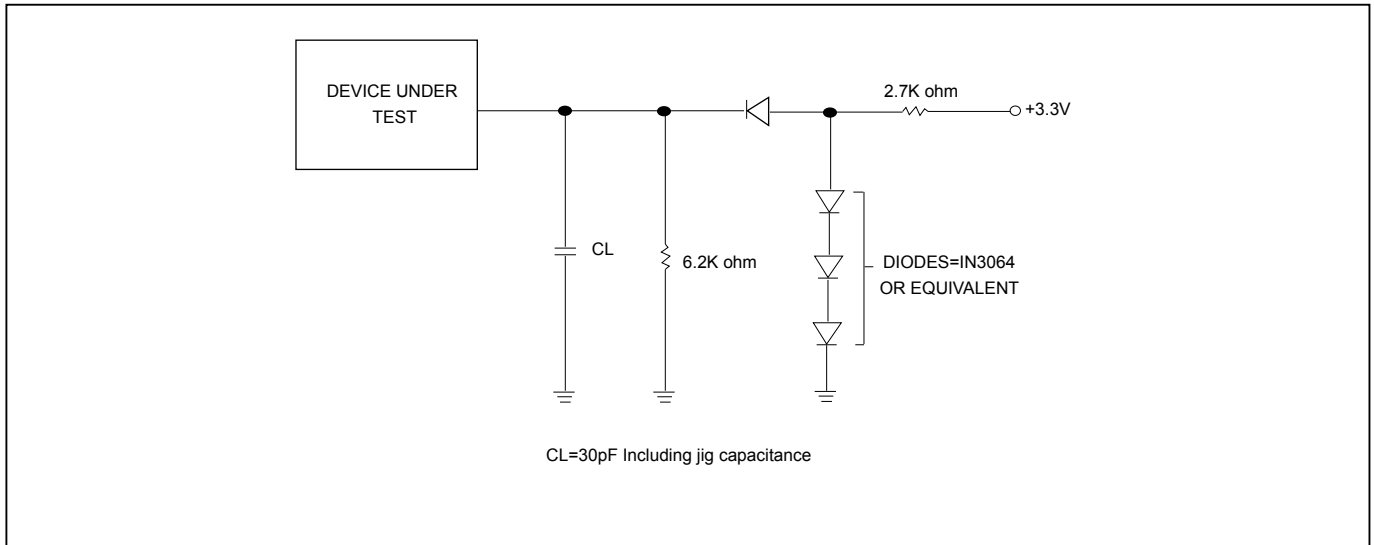 DEVICE UNDER
TEST
2.7K ohm
+3.3V
CL
6.2K ohm
DIODES=IN3064
OR EQUIVALENT
CL=30pF Including jig capacitance